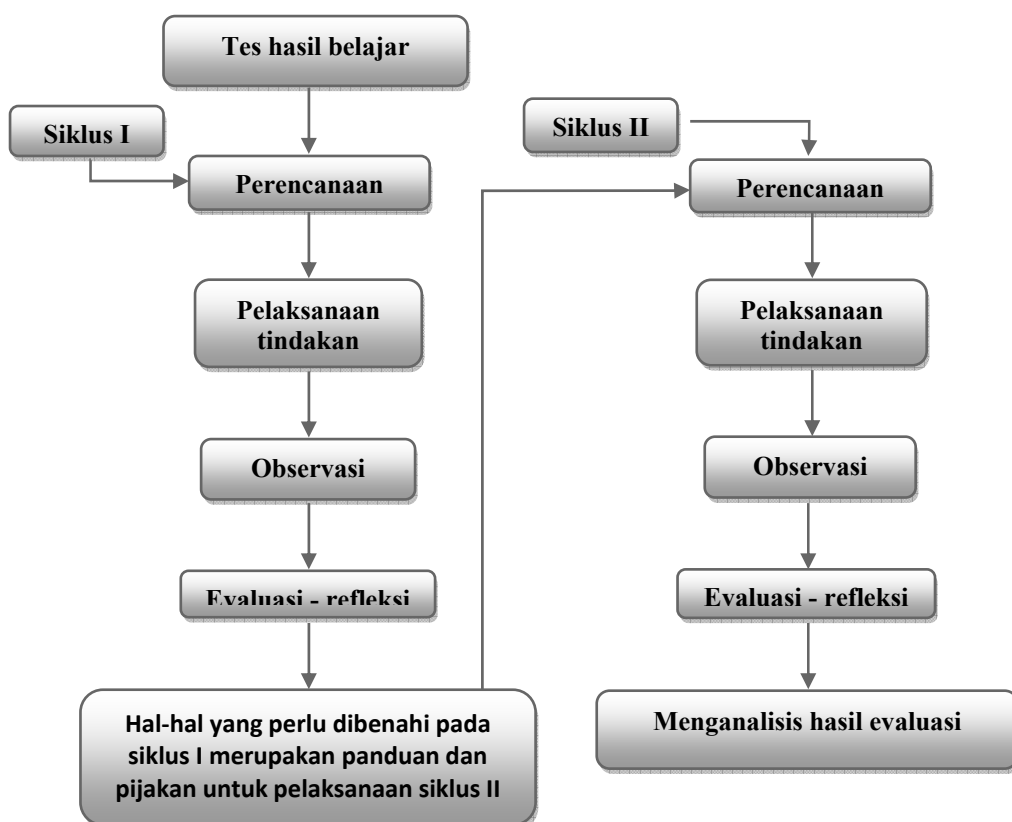 Tes hasil belajar
Siklus I
Perencanaan
Pelaksanaan
tindakan
Observasi
Evaluasi - refleksi
Hal-hal yang perlu dibenahi pada
siklus I merupakan panduan dan
pijakan untuk pelaksanaan siklus II
Siklus II
Perencanaan
Pelaksanaan
tindakan
Observasi
Evaluasi - refleksi
Menganalisis hasil evaluasi